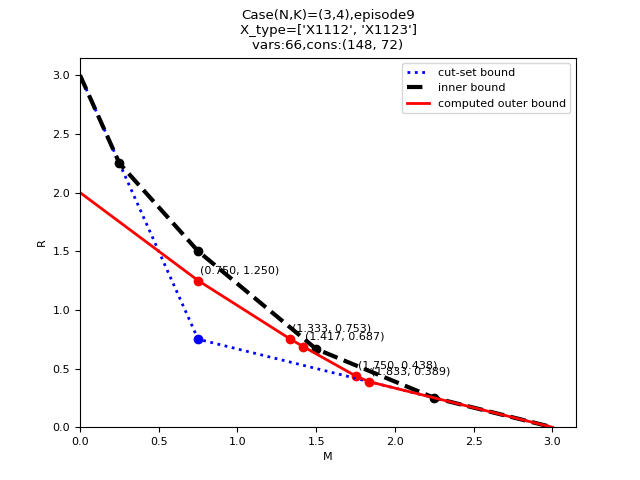 Case(N,K)=(3,4),episode9
X_type=['X1112', 'X1123']
vars:66,cons:(148, 72)
cut-set bound
inner bound
computed outer bound
3.0
2.5
2.0
1.5
1.0
0.5
0.0
R
(0.750, 1.250)
(1.333, 0.753)
(1.417, 0.687)
(1.750, 0.438)
(1.833, 0.389)
0.0 0.5 1.0 1.5 2.0 2.5 3.0
M